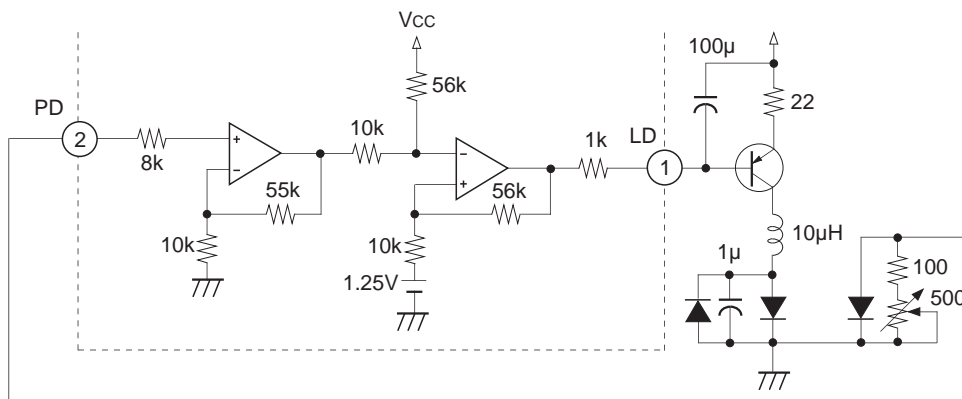 VCC
100μ
56k
22
PD
10k
LD
2
+
−
8k
−
+
1k
1
55k
56k
10k
10k
10μH
1μ
1.25V
100
500